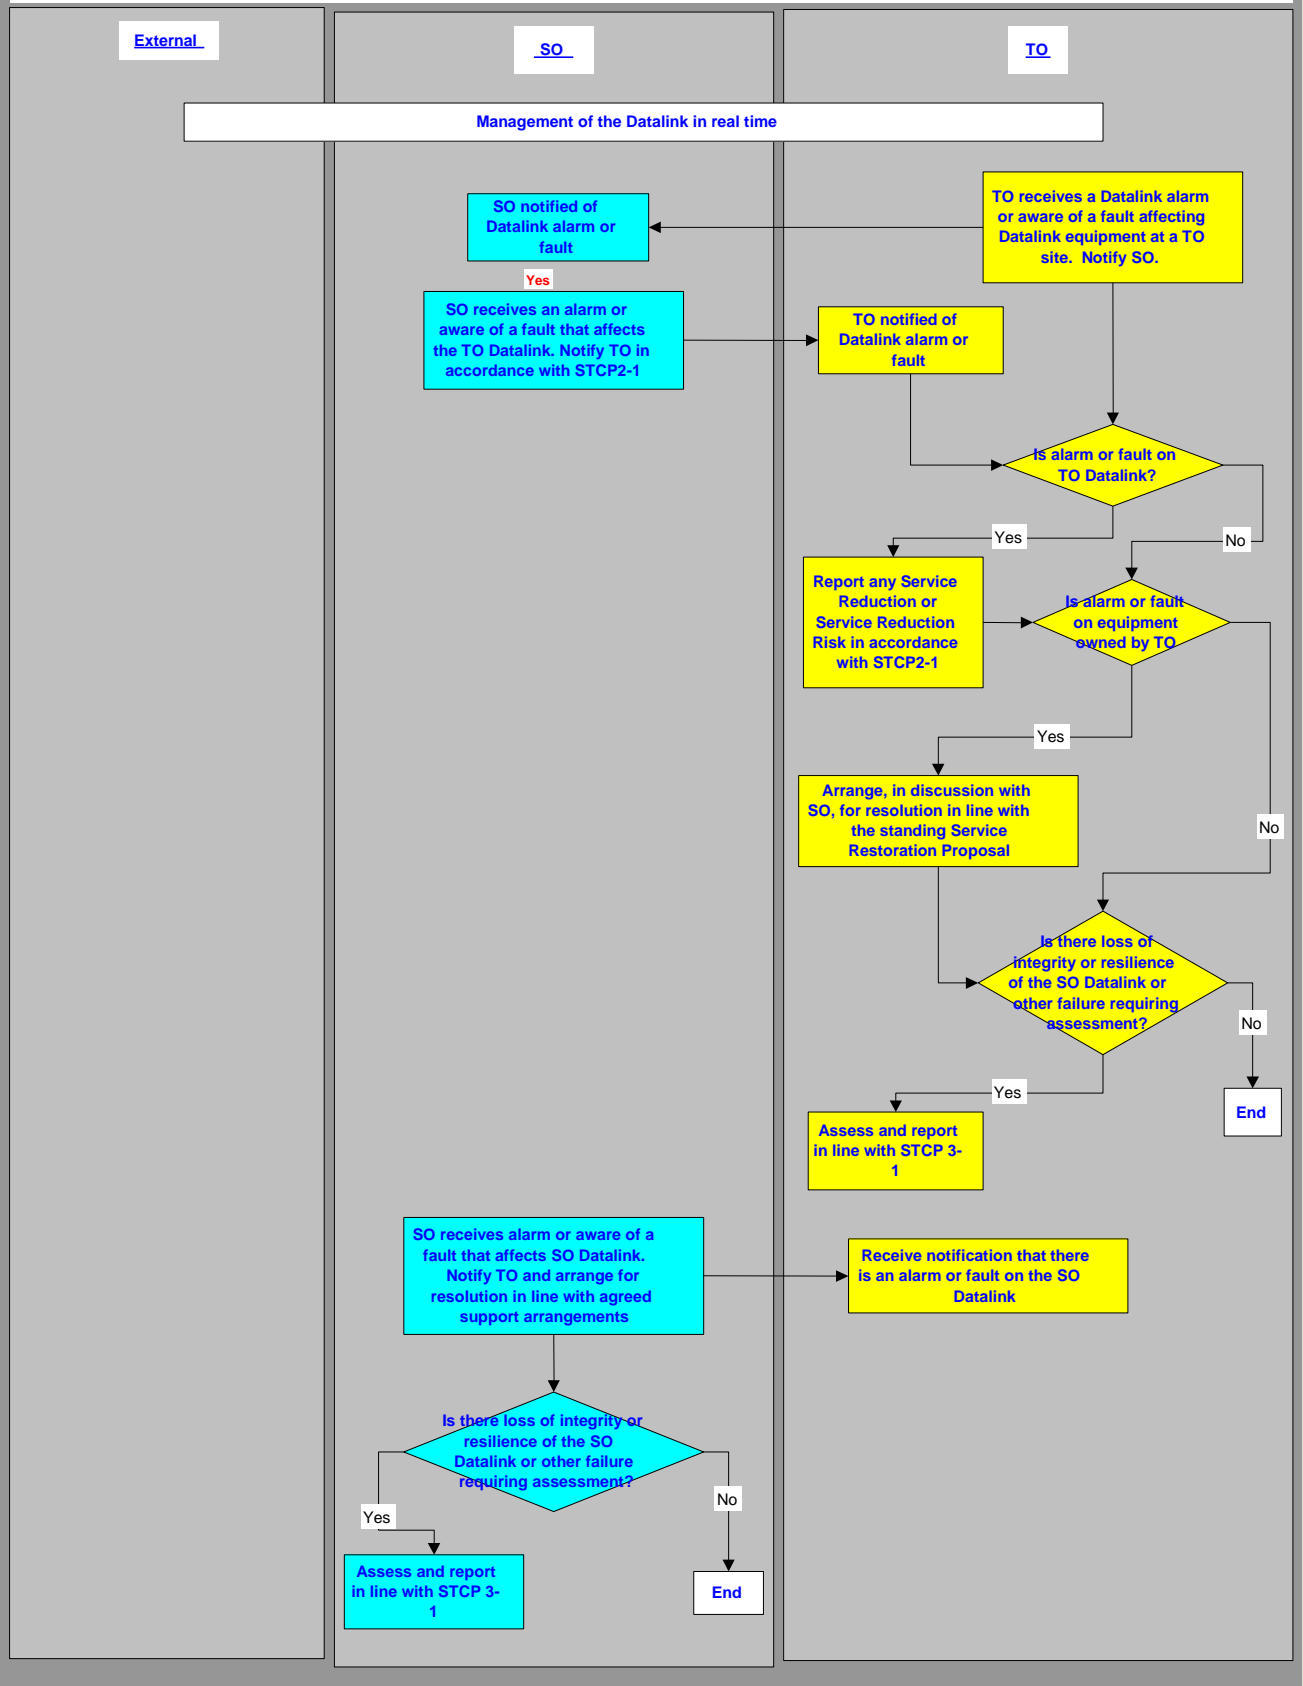 External
SO
TO
Management of the Datalink in real time
TO receives a Datalink alarm
or aware of a fault affecting
Datalink equipment at a TO
site. Notify SO.
SO notified of
Datalink alarm or
fault
Yes
SO receives an alarm or
aware of a fault that affects
the TO Datalink. Notify TO in
accordance with STCP2-1
TO notified of
Datalink alarm or
fault
Is alarm or fault on
TO Datalink?
Yes
No
Report any Service
Reduction or
Service Reduction
Risk in accordance
with STCP2-1
Is alarm or fault
on equipment
owned by TO
Yes
Arrange, in discussion with
SO, for resolution in line with
the standing Service
Restoration Proposal
No
Is there loss of
integrity or resilience
of the SO Datalink or
other failure requiring
assessment?
No
Yes
End
Assess and report
in line with STCP 3-
1
SO receives alarm or aware of a
fault that affects SO Datalink.
Notify TO and arrange for
resolution in line with agreed
support arrangements
Receive notification that there
is an alarm or fault on the SO
Datalink
Is there loss of integrity or
resilience of the SO
Datalink or other failure
requiring assessment?
No
Yes
Assess and report
in line with STCP 3-
1
End